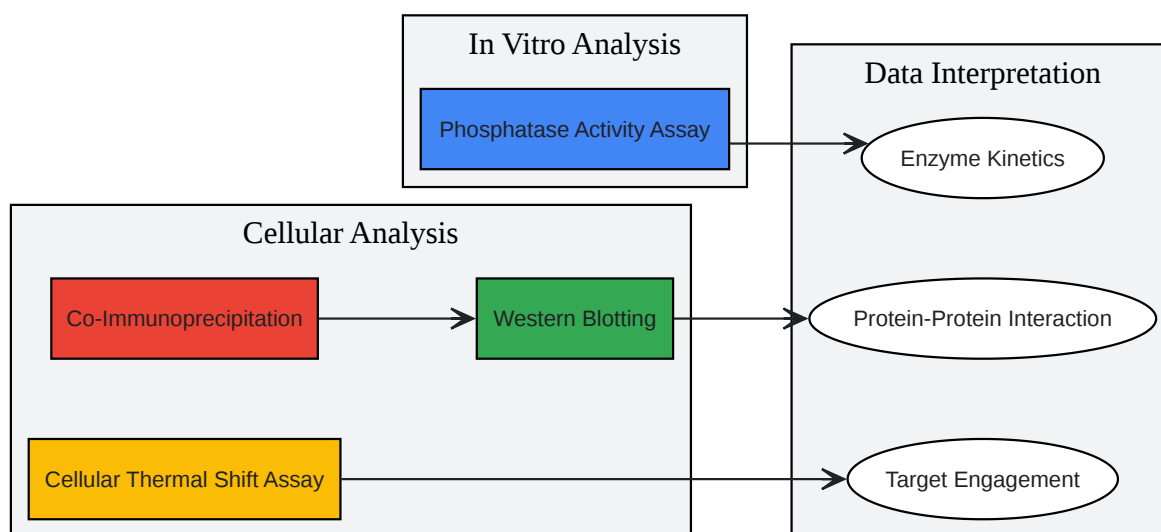 In Vitro Analysis
Phosphatase Activity Assay
Data Interpretation
Enzyme Kinetics
Cellular Analysis
Co-Immunoprecipitation
Western Blotting
Protein-Protein Interaction
Cellular Thermal Shift Assay
Target Engagement